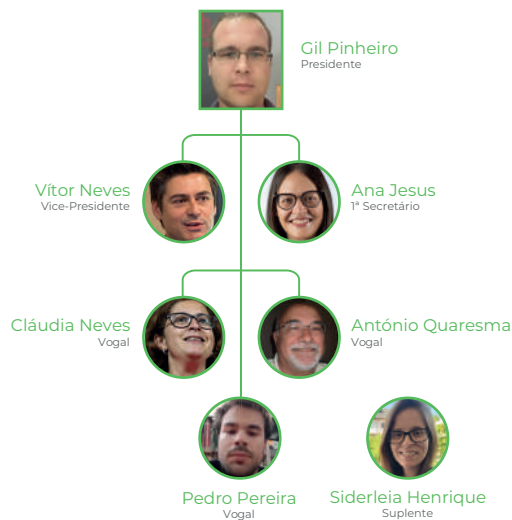 Gil Pinheiro
Presidente
Vítor Neves
Vice-Presidente
Ana Jesus
1ª Secretário
Cláudia Neves
Vogal
António Quaresma
Vogal
Pedro Pereira
Vogal
Siderleia Henrique
Suplente